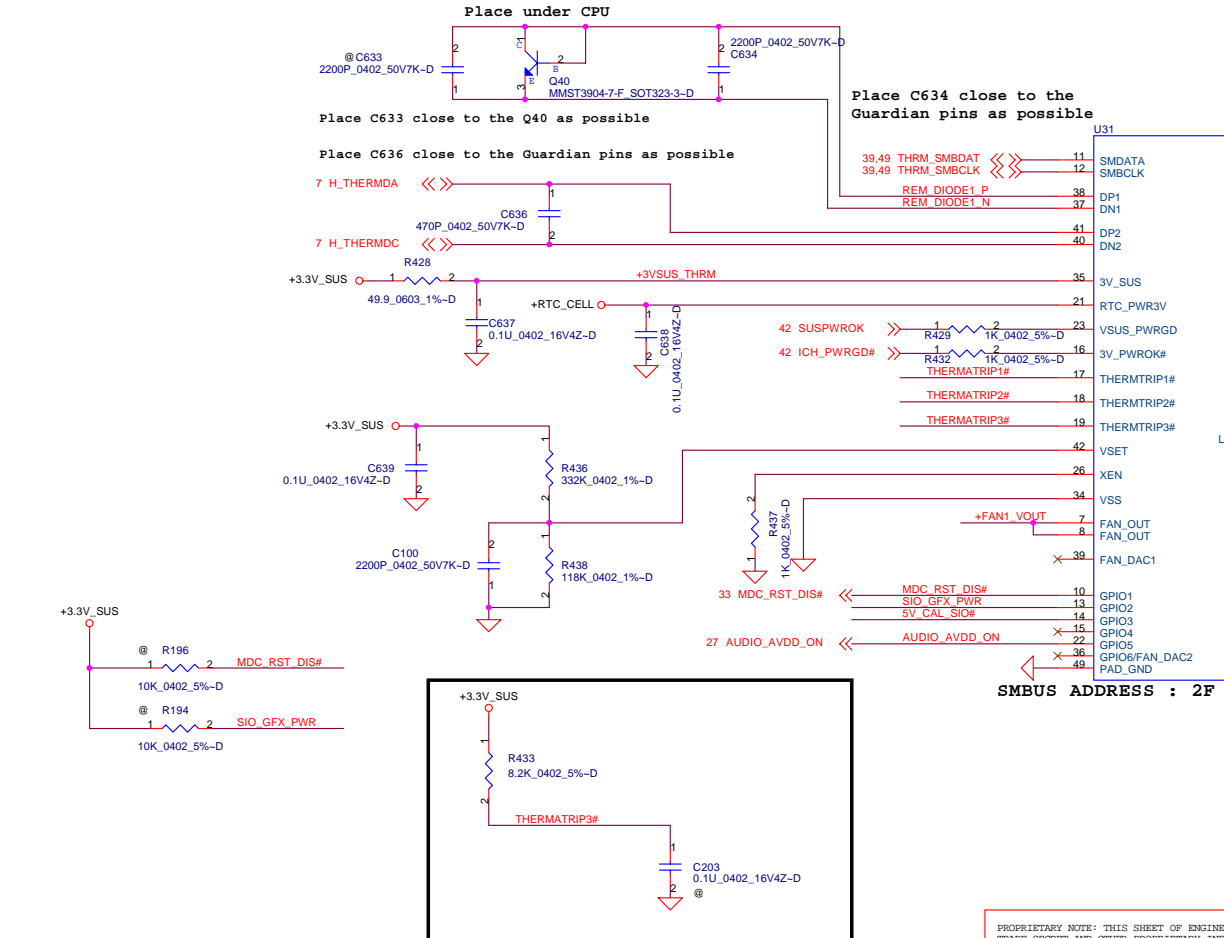 Place under CPU
2
@ C633
2200P_0402_50V7K~D
1
1
C
2
B
E
3
Q40
MMST3904-7-F_SOT323-3~D
2200P_0402_50V7K~D
2
C634
1
Place C634 close to the
Guardian pins as possible
Place C633 close to the Q40 as possible
Place C636 close to the Guardian pins as possible
U31
39,49 THRM_SMBDAT
11
SMDATA
39,49 THRM_SMBCLK
12
SMBCLK
REM_DIODE1_P
38
DP1
REM_DIODE1_N
37
DN1
7 H_THERMDA
1
C636
470P_0402_50V7K~D
2
41
DP2
7 H_THERMDC
40
DN2
R428
+3.3V_SUS
1
2
49.9_0603_1%~D
+3VSUS_THRM
35
3V_SUS
1
C637
0.1U_0402_16V4Z~D
2
+RTC_CELL
1
C638
0.1U_0402_16V4Z~D
2
21
RTC_PWR3V
42 SUSPWROK
1
2
R429
1K_0402_5%~D
23
VSUS_PWRGD
42 ICH_PWRGD#
1
2
R432
1K_0402_5%~D
16
3V_PWROK#
THERMATRIP1#
17
THERMTRIP1#
THERMATRIP2#
18
THERMTRIP2#
THERMATRIP3#
19
THERMTRIP3#
L
+3.3V_SUS
1
C639
0.1U_0402_16V4Z~D
2
1
R436
332K_0402_1%~D
2
42
VSET
26
XEN
2
R437
1K_0402_5%~D
1
34
VSS
+FAN1_VOUT
7
FAN_OUT
8
FAN_OUT
2
C100
2200P_0402_50V7K~D
1
1
R438
118K_0402_1%~D
2
39
FAN_DAC1
33 MDC_RST_DIS#
MDC_RST_DIS#
10
GPIO1
SIO_GFX_PWR
13
GPIO2
5V_CAL_SIO#
14
GPIO3
15
GPIO4
27 AUDIO_AVDD_ON
AUDIO_AVDD_ON
22
GPIO5
36
GPIO6/FAN_DAC2
49
PAD_GND
SMBUS ADDRESS : 2F
+3.3V_SUS
@ R196
1
2
MDC_RST_DIS#
10K_0402_5%~D
@ R194
1
2
SIO_GFX_PWR
10K_0402_5%~D
+3.3V_SUS
1
R433
8.2K_0402_5%~D
2
THERMATRIP3#
1
C203
0.1U_0402_16V4Z~D
2
@
PROPRIETARY NOTE: THIS SHEET OF ENGINE